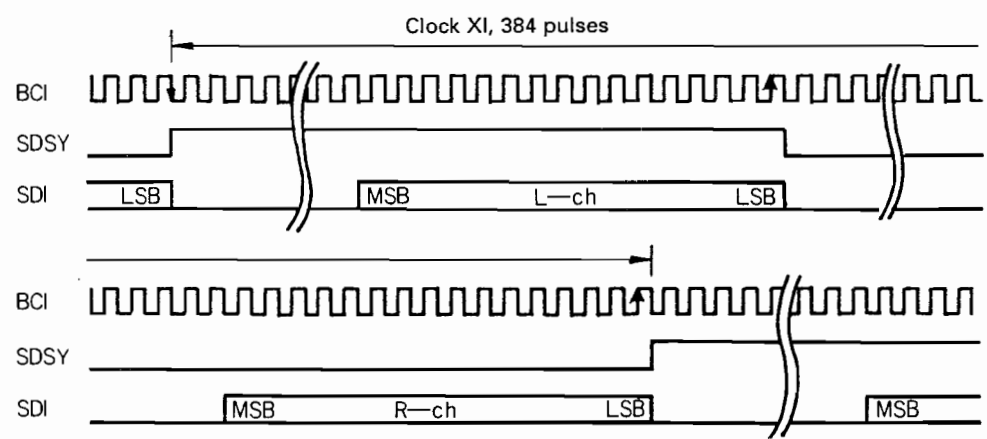 Clock XI, 384 pulses
BCI
SDSY
SDI LSB MSB L—ch LSB
BCI
SDSY
SDI MSB R—ch LSB MSB